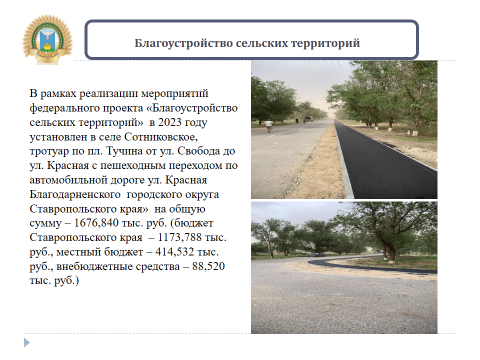 Благоустройство сельских территорий
В рамках реализации мероприятий
федерального проекта «Благоустройство
сельских территорий»  в 2023 году
установлен в селе Сотниковское,
тротуар по пл. Тучина от ул. Свобода до
ул. Красная с пешеходным переходом по
автомобильной дороге ул. Красная
Благодарненского  городского округа
Ставропольского края»  на общую
сумму – 1676,840 тыс. руб. (бюджет
Ставропольского края  – 1173,788 тыс.
руб., местный бюджет – 414,532 тыс.
руб., внебюджетные средства – 88,520
тыс. руб.)